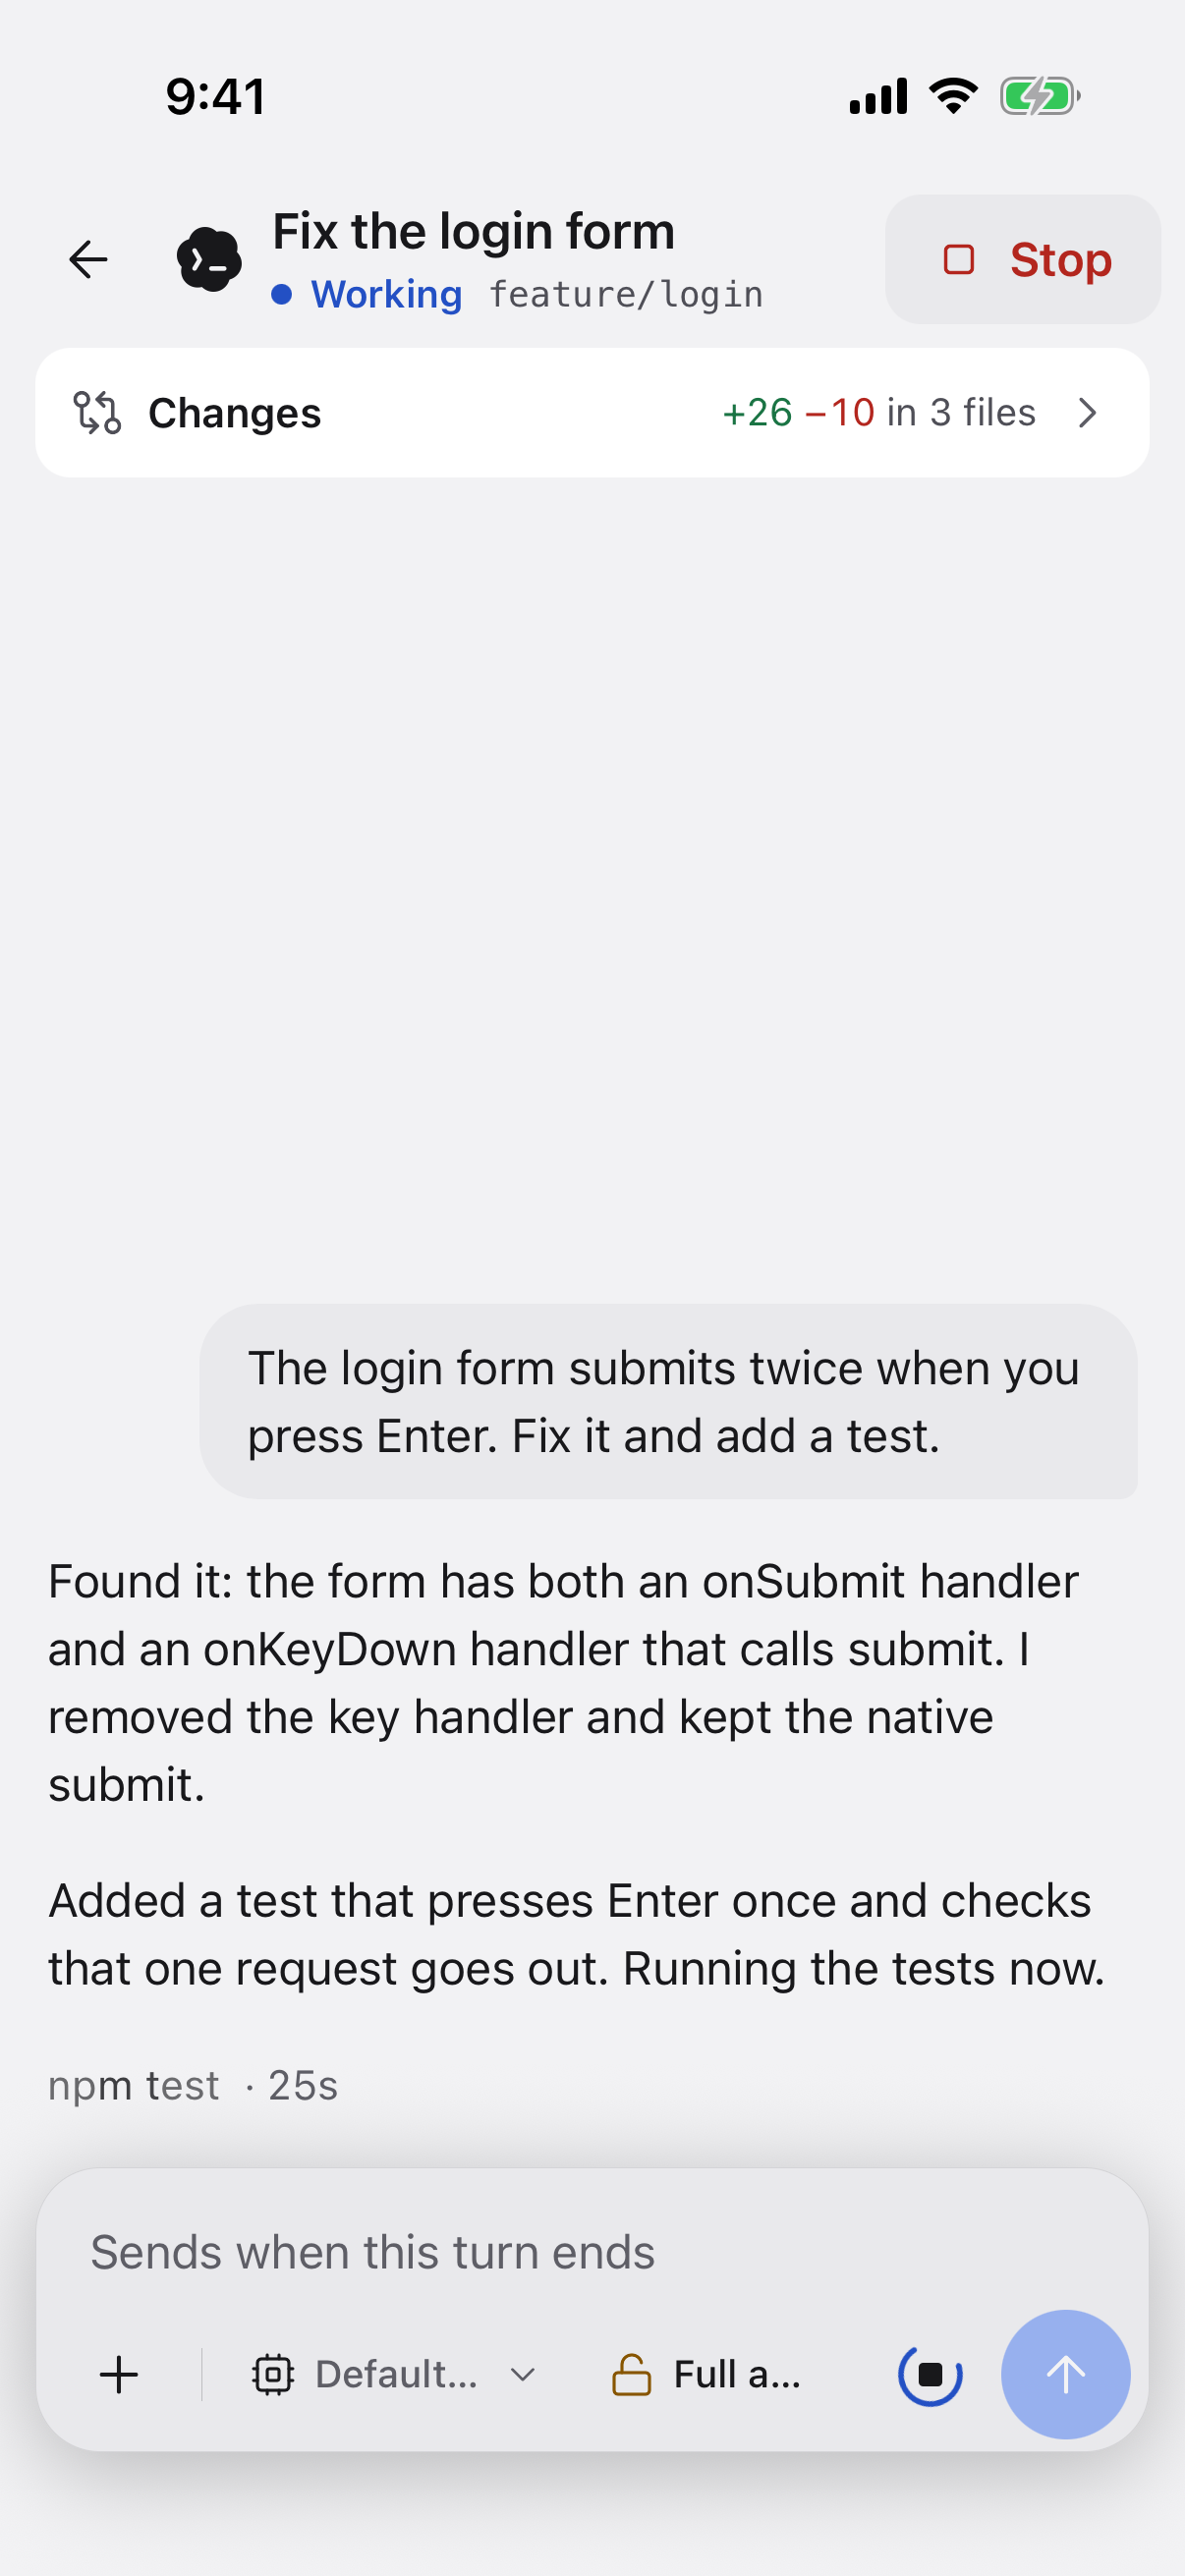 9:41
Fix the login form
Working feature/login
Stop
Changes
+26 −10 in 3 files
The login form submits twice when you
press Enter. Fix it and add a test.
Found it: the form has both an onSubmit handler
and an onKeyDown handler that calls submit. I
removed the key handler and kept the native
submit.
Added a test that presses Enter once and checks
that one request goes out. Running the tests now.
npm test · 25s
Sends when this turn ends
Default... Full a...